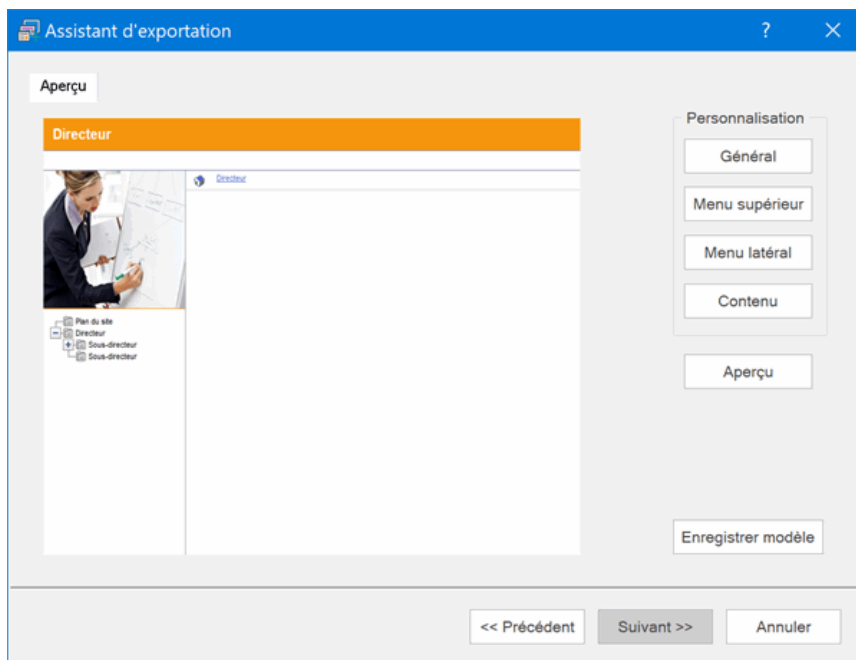 Assistant d'exportation
?
Aperçu
Directeur
Directeur
Plan du site
Directeur
Sous-directeur
Sous-directeur
Personnalisation
Général
Menu supérieur
Menu latéral
Contenu
Aperçu
Enregistrer modèle
<< Précédent
Suivant >>
Annuler